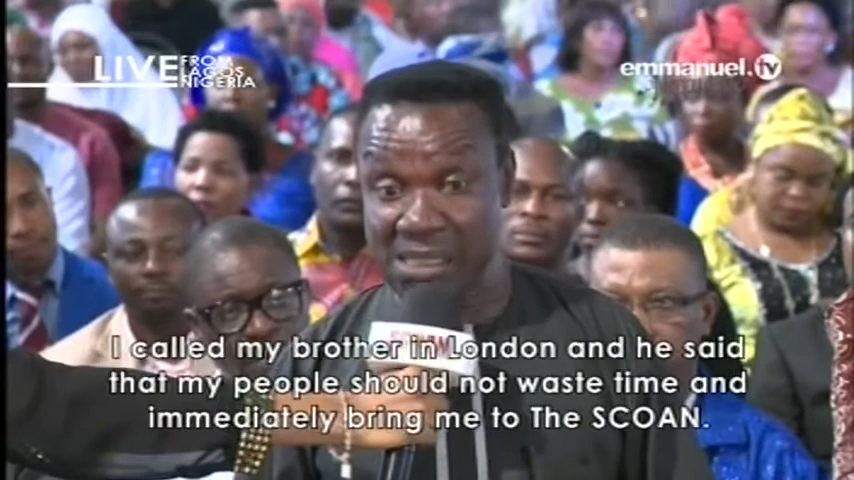 LIVE FROM
LAGOS
NIGERIA
emmanuel.tv
I called my brother in London and he said
that my people should not waste time and
immediately bring me to The SCOAN.